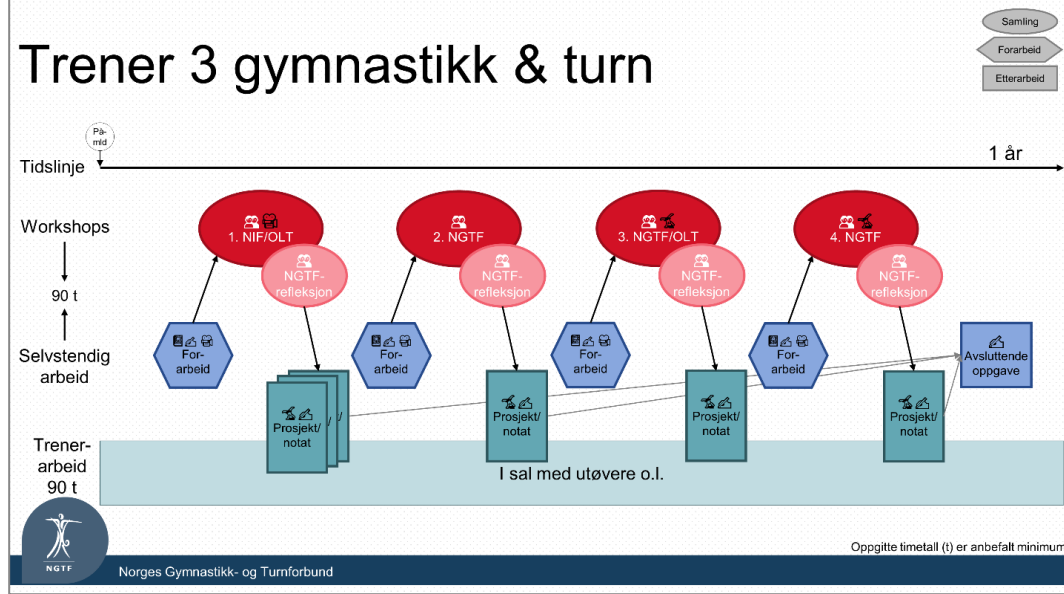 Samling
Forarbeid
Etterarbeid
Trener 3 gymnastikk & turn
På-
mld
Tidslinje
1 år
Workshops
90 t
Selvstendig
arbeid
1. NIF/OLT
NGTF-
refleksjon
2. NGTF
NGTF-
refleksjon
3. NGTF/OLT
NGTF-
refleksjon
4. NGTF
NGTF-
refleksjon
For-
arbeid
For-
arbeid
For-
arbeid
For-
arbeid
Avsluttende
oppgave
Prosjekt/
notat
Prosjekt/
notat
Prosjekt/
notat
Prosjekt/
notat
Trener-
arbeid
90 t
I sal med utøvere o.l.
Oppgitte timetall (t) er anbefalt minimum
NGTF
Norges Gymnastikk- og Turnforbund